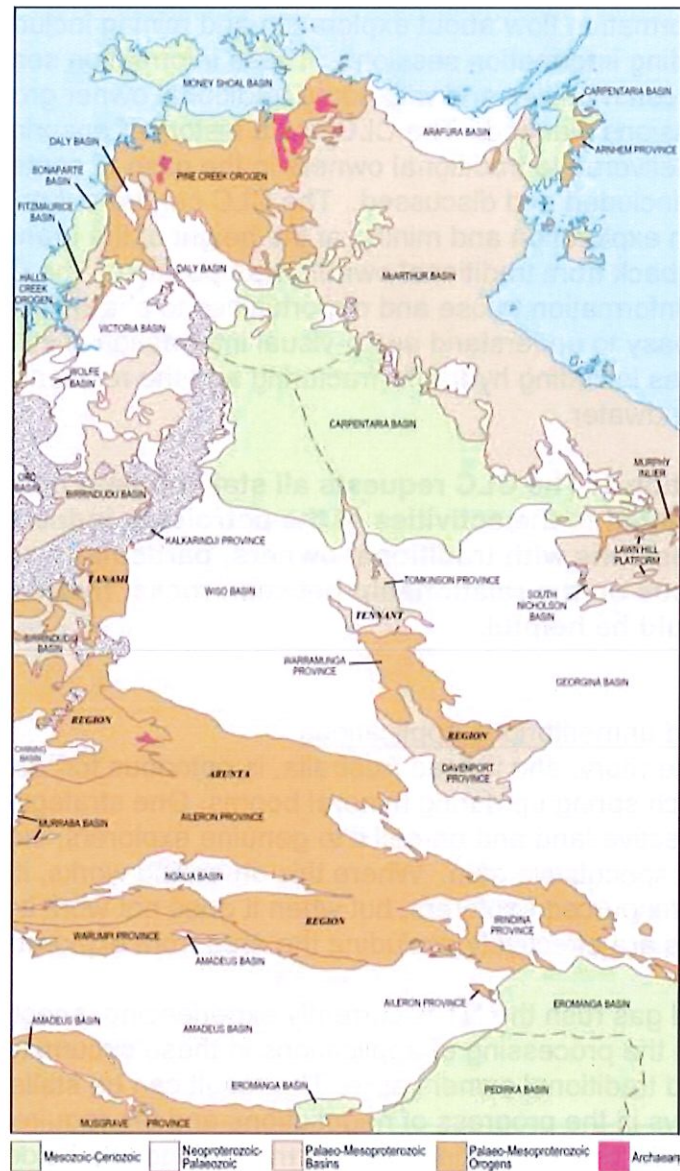 MONEY SHOAL BASIN
CARPENTARIA BASIN
DALY BASIN
ARAFURA BASIN
ARNHEM PROVINCE
BONAPARTE
BASIN
PINE CREEK OROGEN
FITZMAURICE
BASIN
DALY BASIN
McARTHUR BASIN
HALLS
CREEK
OROGEN
VICTORIA BASIN
WOLFE
BASIN
CARPENTARIA BASIN
MURPHY
INLIER
ORD
BASIN
BIRRINDUDU BASIN
KALKARINDJI PROVINCE
LAWN HILL
PLATFORM
TANAMI
WISO BASIN
TOMKINSON PROVINCE
SOUTH
NICHOLSON
BASIN
TENNANT
BIRRINDUDU
BASIN
WARRAMUNGA
PROVINCE
GEORGINA BASIN
REGION
REGION
BASIN
DAVENPORT
PROVINCE
ARUNTA
AILERON PROVINCE
MURRABA BASIN
NGALIA BASIN
REGION
IRINDINA
PROVINCE
WARUMPI PROVINCE
AMADEUS BASIN
AILERON PROVINCE
EROMANGA BASIN
AMADEUS BASIN
AMADEUS BASIN
EROMANGA BASIN
PEDIRKA BASIN
MUSGRAVE PROVINCE
Mesozoic-Cenozoic
Neoproterozoic-
Palaeozoic
Palaeo-Mesoproterozoic
Basins
Palaeo-Mesoproterozoic
Orogens
Archaean